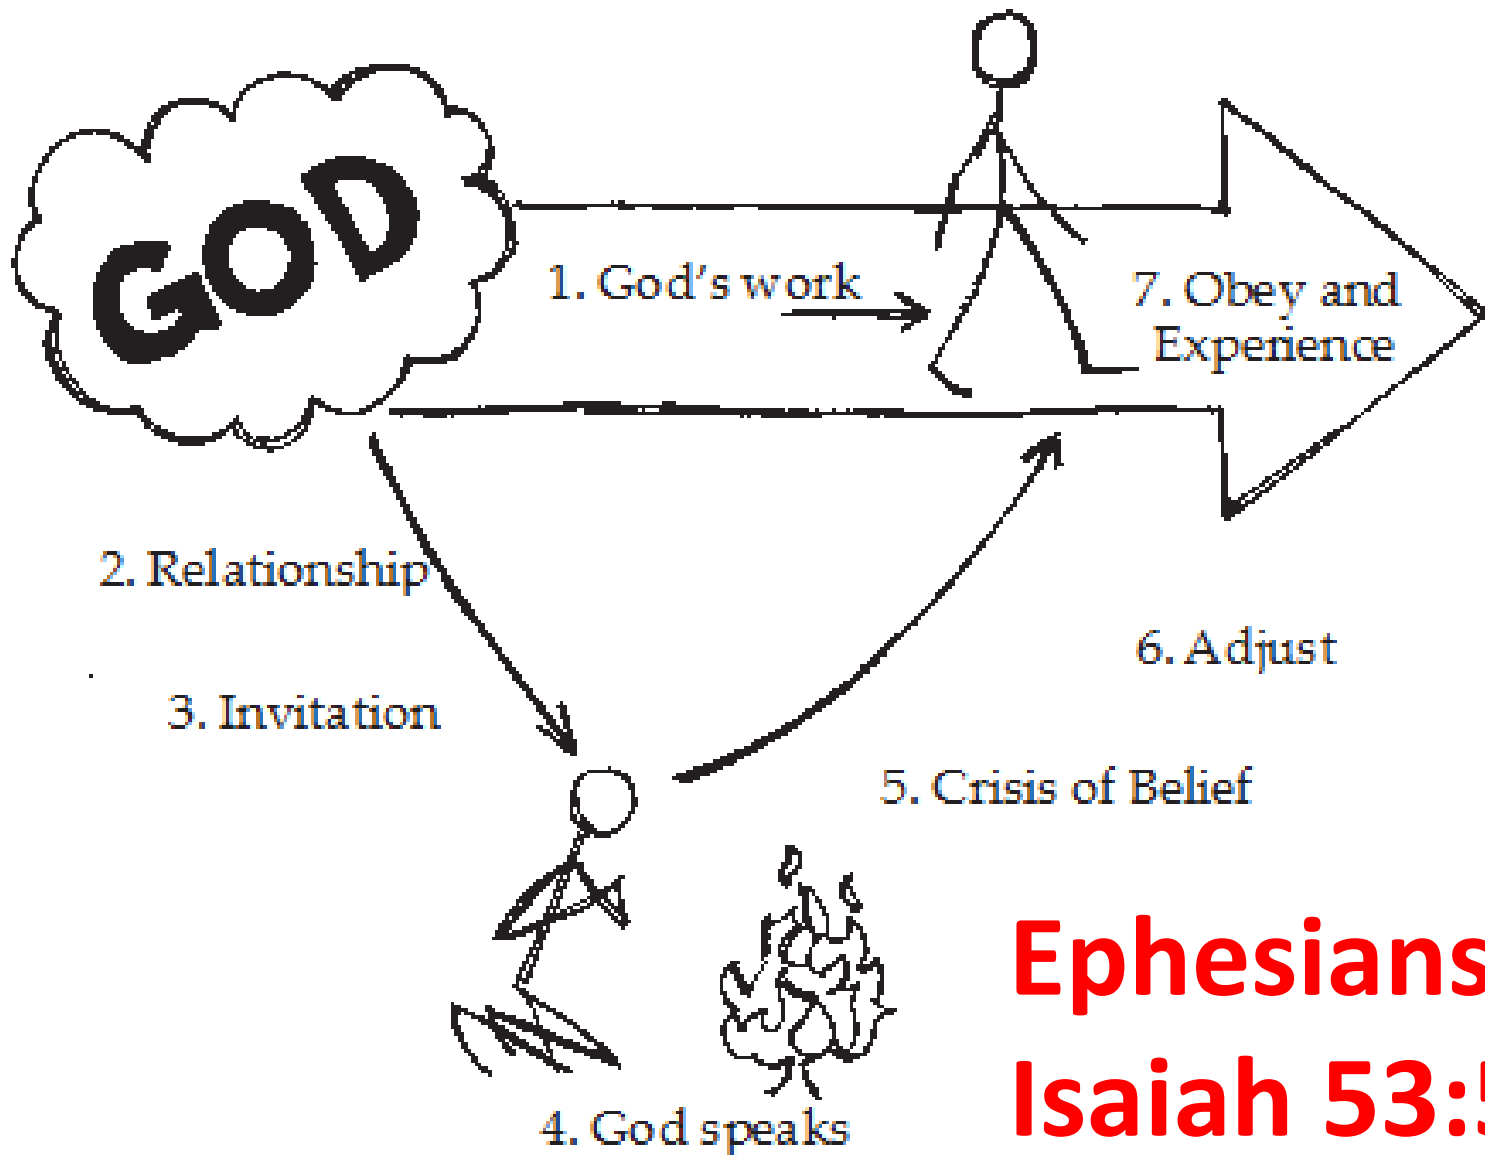 GOD
1. God's work
7. Obey and
Experience
2. Relationship
6. Adjust
3. Invitation
5. Crisis of Belief
Ephesians
Isaiah 53:
4. God speaks